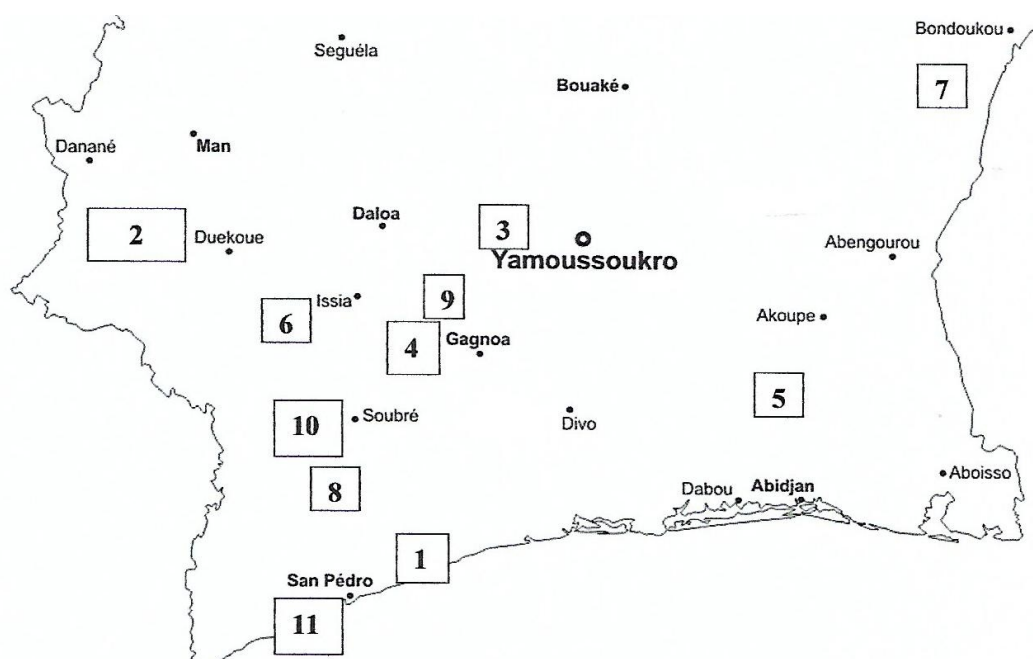 Bondoukou
Seguéla
7
Bouaké
Man
Danané
2
Duekoue
Daloa
3
Yamoussoukro
Abengourou
Issia
9
6
4
Gagnoa
Akoupe
5
10
Soubré
Divo
8
Dabou
Abidjan
Aboisso
1
San Pédro
11